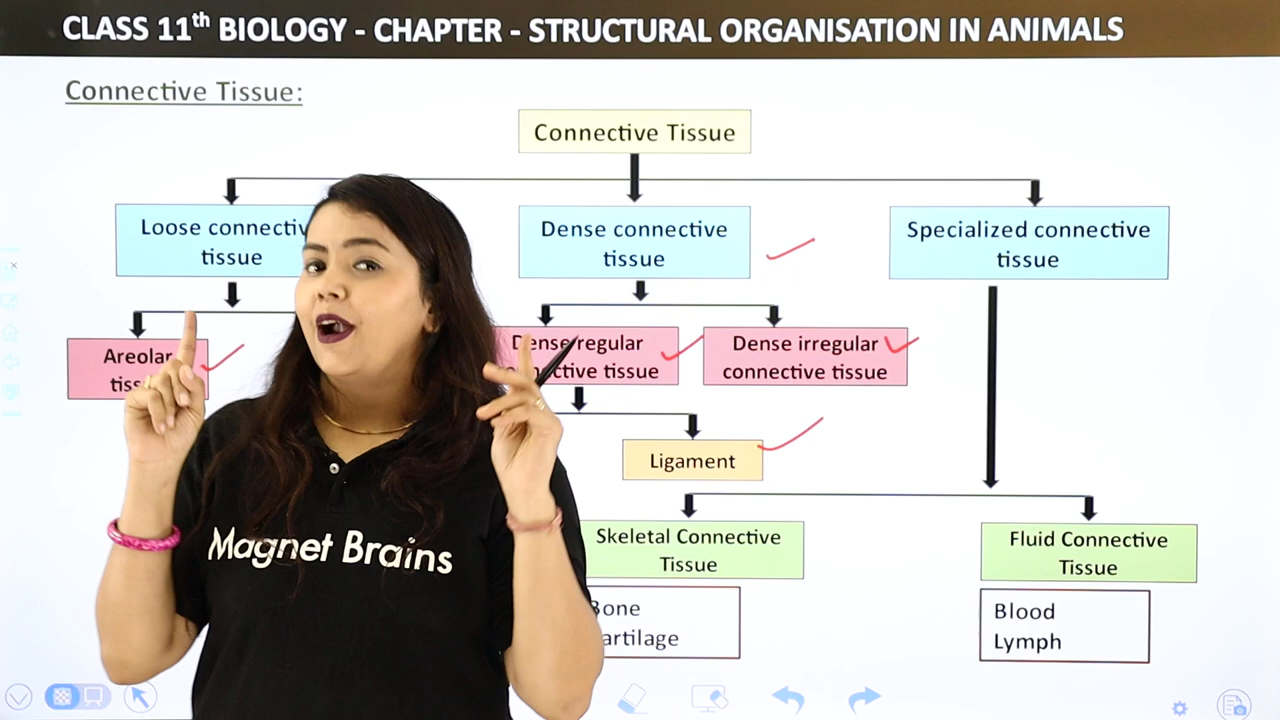 CLASS 11th BIOLOGY - CHAPTER - STRUCTURAL ORGANISATION IN ANIMALS
Connective Tissue:
Connective Tissue
Loose connectiv
tissue
Dense connective
tissue
Specialized connective
tissue
Areolar
tiss
Dense regular
connective tissue
Dense irregular
connective tissue
Ligament
Skeletal Connective
Tissue
Fluid Connective
Tissue
Bone
artilage
Blood
Lymph
Magnet Brains